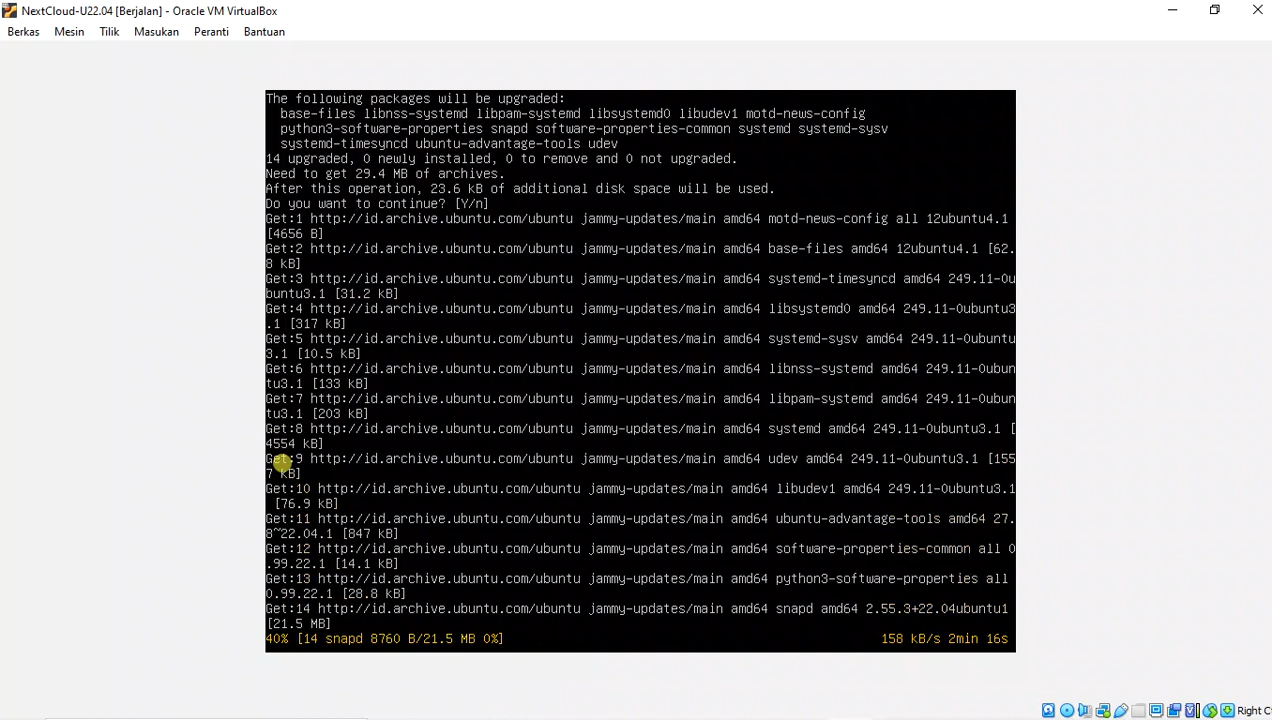 NextCloud-U22.04 [Berjalan] - Oracle VM VirtualBox
Berkas Mesin Tilik Masukan Peranti Bantuan
The following packages will be upgraded:
base-files libnss-systemd libpam-systemd libsystemd0 libudev1 motd-news-config
python3-software-properties snapd software-properties-common systemd systemd-sysv
systemd-timesyncd ubuntu-advantage-tools udev
14 upgraded, 0 newly installed, 0 to remove and 0 not upgraded.
Need to get 29.4 MB of archives.
After this operation, 23.6 kB of additional disk space will be used.
Do you want to continue? [Y/n]
Get:1 http://id.archive.ubuntu.com/ubuntu jammy-updates/main amd64 motd-news-config all 12ubuntu4.1
[4656 B]
Get:2 http://id.archive.ubuntu.com/ubuntu jammy-updates/main amd64 base-files amd64 12ubuntu4.1 [62.
8 kB]
Get:3 http://id.archive.ubuntu.com/ubuntu jammy-updates/main amd64 systemd-timesyncd amd64 249.11-0u
buntu3.1 [31.2 kB]
Get:4 http://id.archive.ubuntu.com/ubuntu jammy-updates/main amd64 libsystemd0 amd64 249.11-0ubuntu3
.1 [317 kB]
Get:5 http://id.archive.ubuntu.com/ubuntu jammy-updates/main amd64 systemd-sysv amd64 249.11-0ubuntu
3.1 [10.5 kB]
Get:6 http://id.archive.ubuntu.com/ubuntu jammy-updates/main amd64 libnss-systemd amd64 249.11-0ubun
tu3.1 [133 kB]
Get:7 http://id.archive.ubuntu.com/ubuntu jammy-updates/main amd64 libpam-systemd amd64 249.11-0ubun
tu3.1 [203 kB]
Get:8 http://id.archive.ubuntu.com/ubuntu jammy-updates/main amd64 systemd amd64 249.11-0ubuntu3.1 [
4554 kB]
Get:9 http://id.archive.ubuntu.com/ubuntu jammy-updates/main amd64 udev amd64 249.11-0ubuntu3.1 [155
7 kB]
Get:10 http://id.archive.ubuntu.com/ubuntu jammy-updates/main amd64 libudev1 amd64 249.11-0ubuntu3.1
[76.9 kB]
Get:11 http://id.archive.ubuntu.com/ubuntu jammy-updates/main amd64 ubuntu-advantage-tools amd64 27.
8~22.04.1 [847 kB]
Get:12 http://id.archive.ubuntu.com/ubuntu jammy-updates/main amd64 software-properties-common all 0
.99.22.1 [14.1 kB]
Get:13 http://id.archive.ubuntu.com/ubuntu jammy-updates/main amd64 python3-software-properties all
0.99.22.1 [28.8 kB]
Get:14 http://id.archive.ubuntu.com/ubuntu jammy-updates/main amd64 snapd amd64 2.55.3+22.04ubuntu1
[21.5 MB]
40% [14 snapd 8760 B/21.5 MB 0%] 158 kB/s 2min 16s
Right C